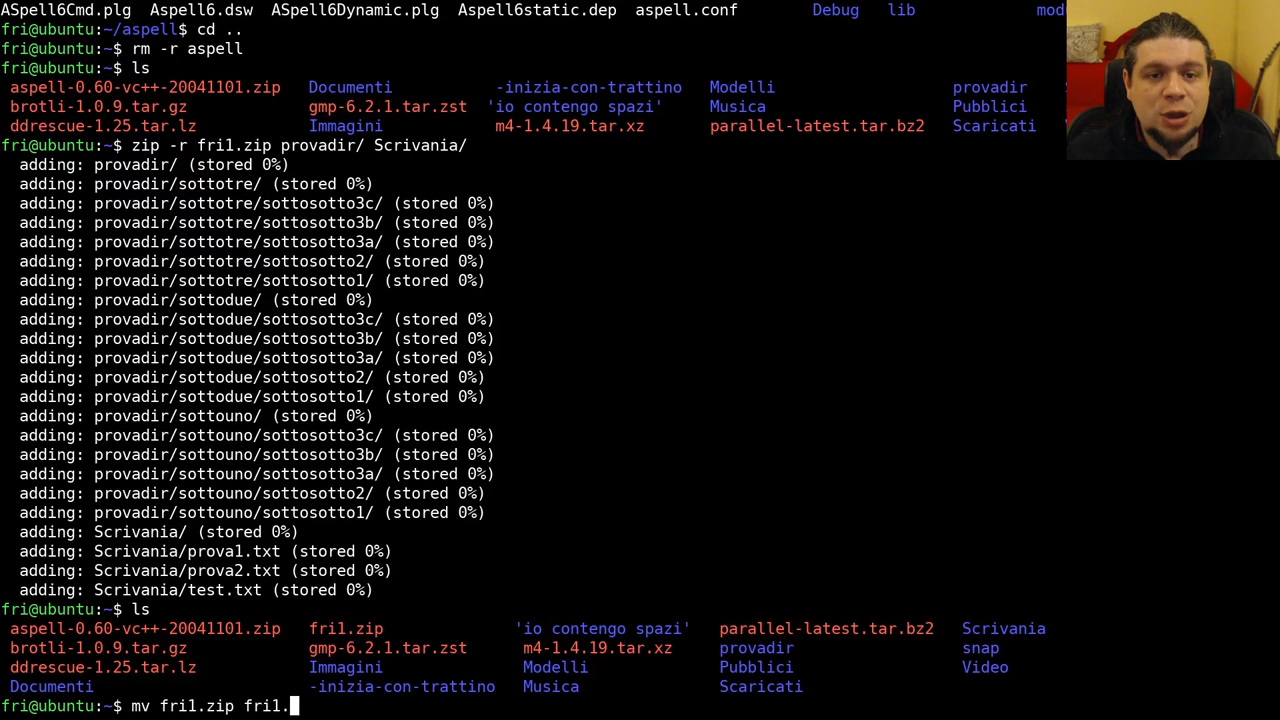 ASpell6Cmd.plg  Aspell6.dsw  ASpell6Dynamic.plg  Aspell6static.dep  aspell.conf        Debug  lib    mod
fri@ubuntu:~/aspell$ cd ..
fri@ubuntu:~$ rm -r aspell
fri@ubuntu:~$ ls
aspell-0.60-vc++-20041101.zip   Documenti           -inizia-con-trattino   Modelli                   provadir
brotli-1.0.9.tar.gz             gmp-6.2.1.tar.zst  'io contengo spazi'     Musica                    Pubblici
ddrescue-1.25.tar.lz            Immagini            m4-1.4.19.tar.xz       parallel-latest.tar.bz2   Scaricati
fri@ubuntu:~$ zip -r fri1.zip provadir/ Scrivania/
  adding: provadir/ (stored 0%)
  adding: provadir/sottotre/ (stored 0%)
  adding: provadir/sottotre/sottosotto3c/ (stored 0%)
  adding: provadir/sottotre/sottosotto3b/ (stored 0%)
  adding: provadir/sottotre/sottosotto3a/ (stored 0%)
  adding: provadir/sottotre/sottosotto2/ (stored 0%)
  adding: provadir/sottotre/sottosotto1/ (stored 0%)
  adding: provadir/sottodue/ (stored 0%)
  adding: provadir/sottodue/sottosotto3c/ (stored 0%)
  adding: provadir/sottodue/sottosotto3b/ (stored 0%)
  adding: provadir/sottodue/sottosotto3a/ (stored 0%)
  adding: provadir/sottodue/sottosotto2/ (stored 0%)
  adding: provadir/sottodue/sottosotto1/ (stored 0%)
  adding: provadir/sottouno/ (stored 0%)
  adding: provadir/sottouno/sottosotto3c/ (stored 0%)
  adding: provadir/sottouno/sottosotto3b/ (stored 0%)
  adding: provadir/sottouno/sottosotto3a/ (stored 0%)
  adding: provadir/sottouno/sottosotto2/ (stored 0%)
  adding: provadir/sottouno/sottosotto1/ (stored 0%)
  adding: Scrivania/ (stored 0%)
  adding: Scrivania/prova1.txt (stored 0%)
  adding: Scrivania/prova2.txt (stored 0%)
  adding: Scrivania/test.txt (stored 0%)
fri@ubuntu:~$ ls
aspell-0.60-vc++-20041101.zip   fri1.zip              'io contengo spazi'   parallel-latest.tar.bz2   Scrivania
brotli-1.0.9.tar.gz             gmp-6.2.1.tar.zst      m4-1.4.19.tar.xz     provadir                  snap
ddrescue-1.25.tar.lz            Immagini               Modelli              Pubblici                  Video
Documenti                       -inizia-con-trattino   Musica               Scaricati
fri@ubuntu:~$ mv fri1.zip fri1.